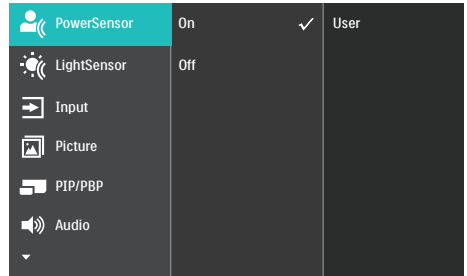 PowerSensor
On
User
LightSensor
Off
Input
Picture
PIP/PBP
Audio